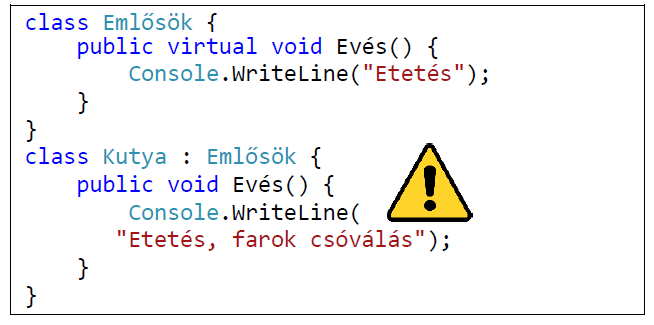 class Emlősök {
    public virtual void Evés() {
        Console.WriteLine("Etetés");
    }
}
class Kutya : Emlősök {
    public void Evés() {
        Console.WriteLine(
       "Etetés, farok csóválás");
    }
}